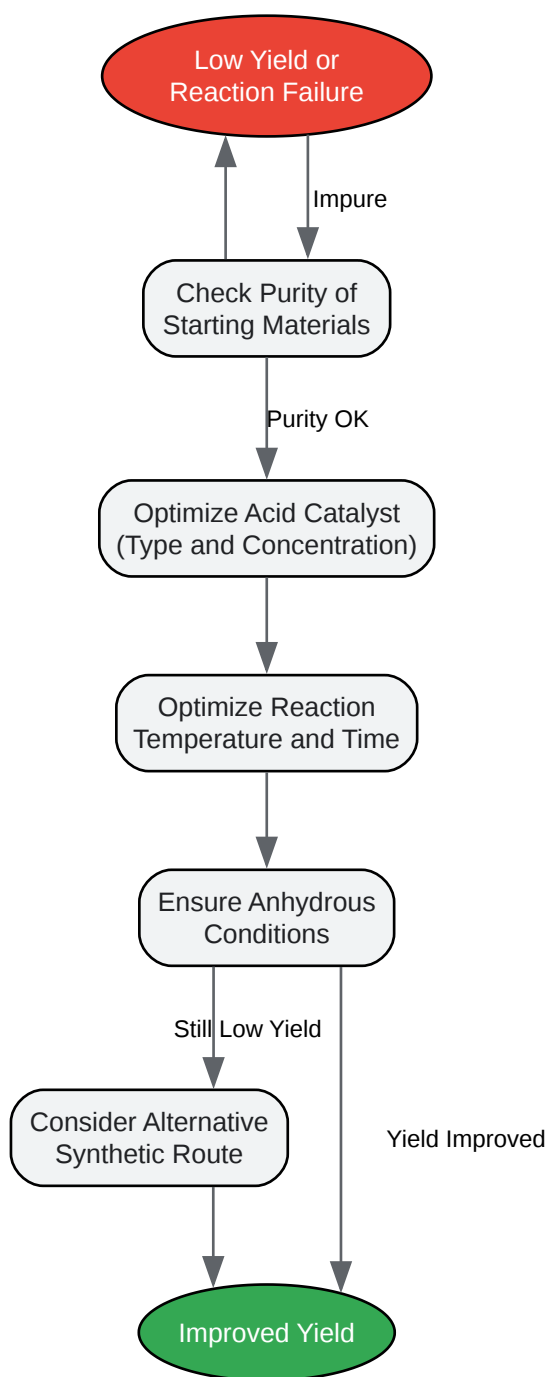 Low Yield or
Reaction Failure
Impure
Check Purity of
Starting Materials
Purity OK
Optimize Acid Catalyst
(Type and Concentration)
Optimize Reaction
Temperature and Time
Ensure Anhydrous
Conditions
Still Low Yield
Consider Alternative
Synthetic Route
Yield Improved
Improved Yield